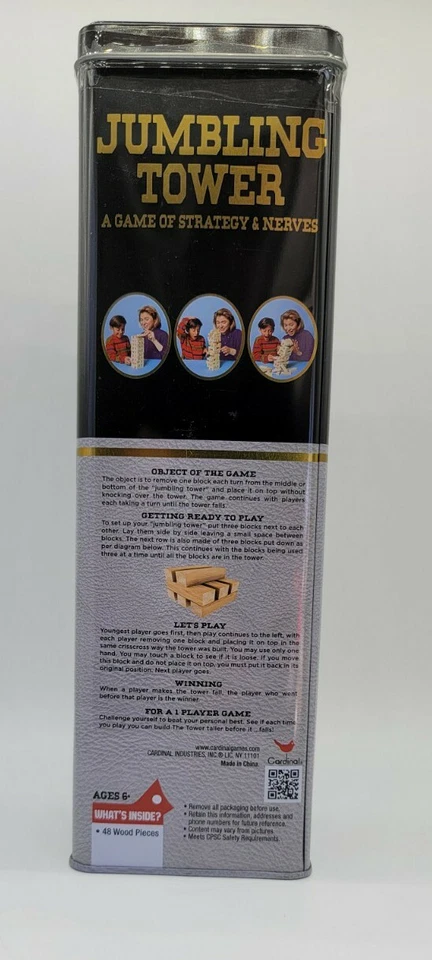 JUMBLING
TOWER
A GAME OF STRATEGY & NERVES
OBJECT OF THE GAME
The object is to remove one block each turn from the middle or
bottom of the "jumbling tower" and place it on top without
knocking over the tower. The game continues with players
each taking a turn until the tower falls.
GETTING READY TO PLAY
To set up your "jumbling tower" put three blocks next to each
other. Lay them side by side leaving a small space between
blocks. The next row is also made of three blocks put down as
per diagram below. This continues with the blocks being used
three at a time until all the blocks are in the tower.
LET'S PLAY
Youngest player goes first, then play continues to the left, with
each player removing one block and placing it on top in the
same crisscross way the tower was built. You may use only one
hand. You may touch a block to see if it is loose. If you move
this block and do not place it on top, you must put it back in its
original position. Next player goes.
WINNING
When a player makes the tower fall, the player who went
before that player is the winner.
FOR A 1 PLAYER GAME
Challenge yourself to beat your personal best. See if each time
you play you can build The Tower taller before it ...falls!
www.cardinalgames.com
CARDINAL INDUSTRIES, INC.® LIC, NY 11101
Made in China
Cardinal®
AGES 6+
WHAT'S INSIDE?
• 48 Wood Pieces
• Remove all packaging before use.
• Retain this information, addresses and
phone numbers for future reference.
• Content may vary from pictures.
• Meets CPSC Safety Requirements.